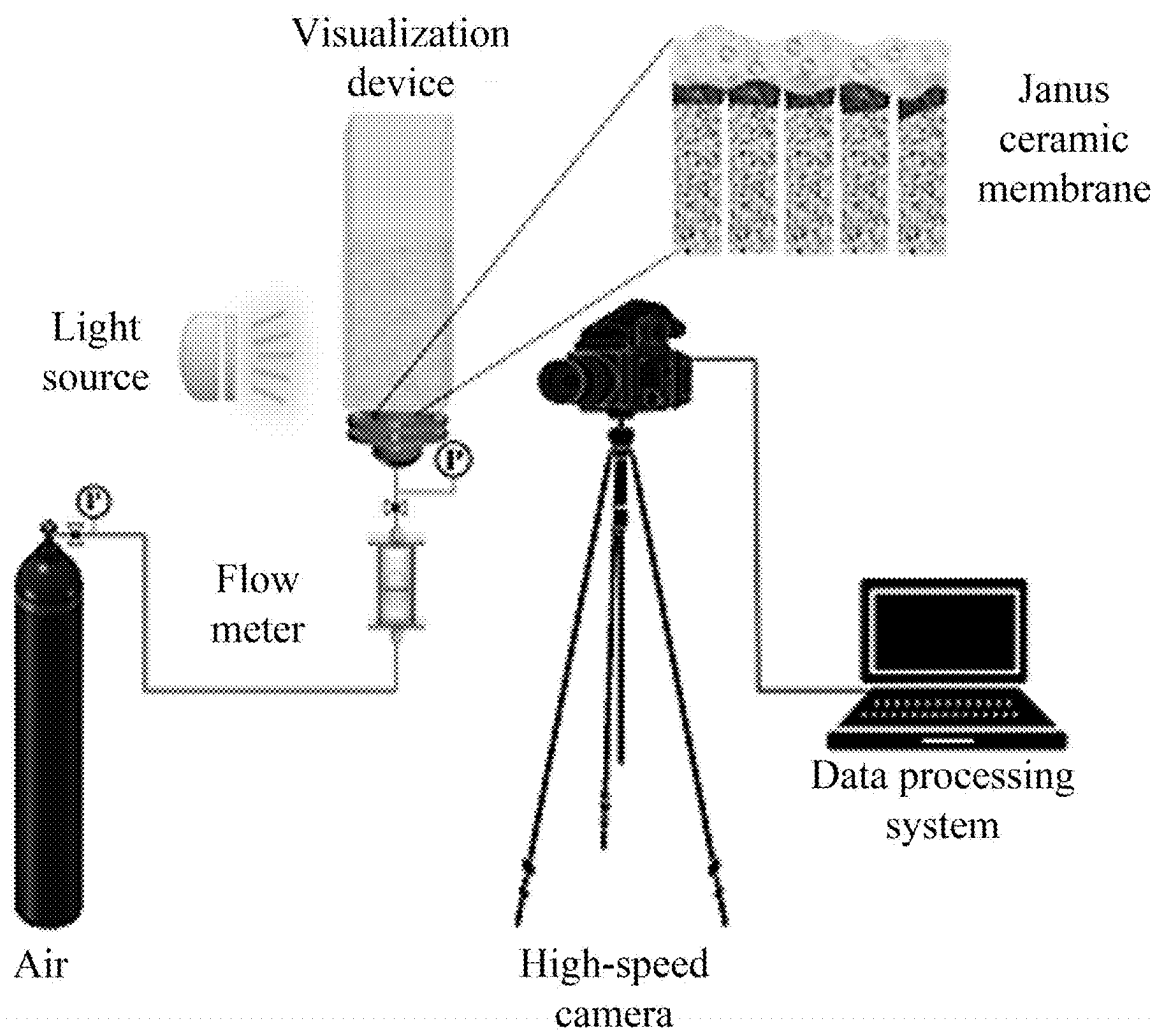 Visualization
device
Janus
ceramic
membrane
Light
source
P
P
Flow
meter
Data processing
system
Air
High-speed
camera